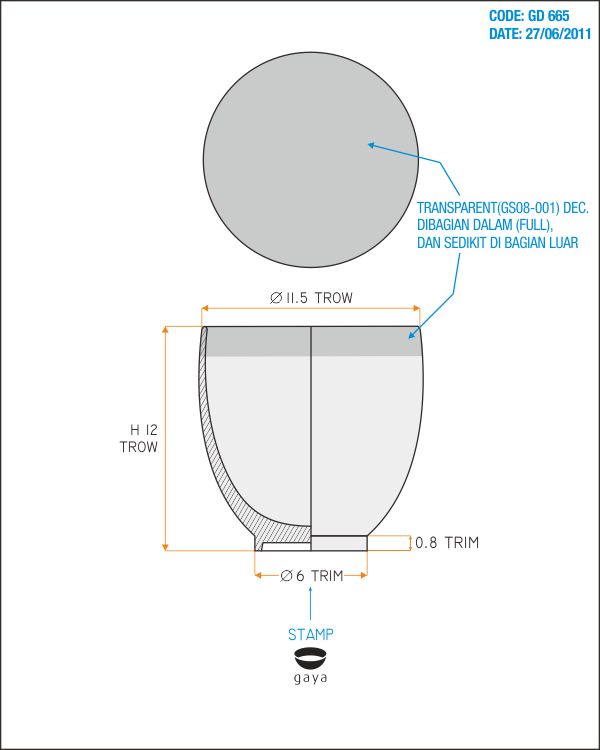 CODE: GD 665
DATE: 27/06/2011
TRANSPARENT(GS08-001) DEC.
DIBAGIAN DALAM (FULL),
DAN SEDIKIT DI BAGIAN LUAR
Ø 11.5 TROW
H 12
TROW
0.8 TRIM
Ø 6 TRIM
STAMP
gaya